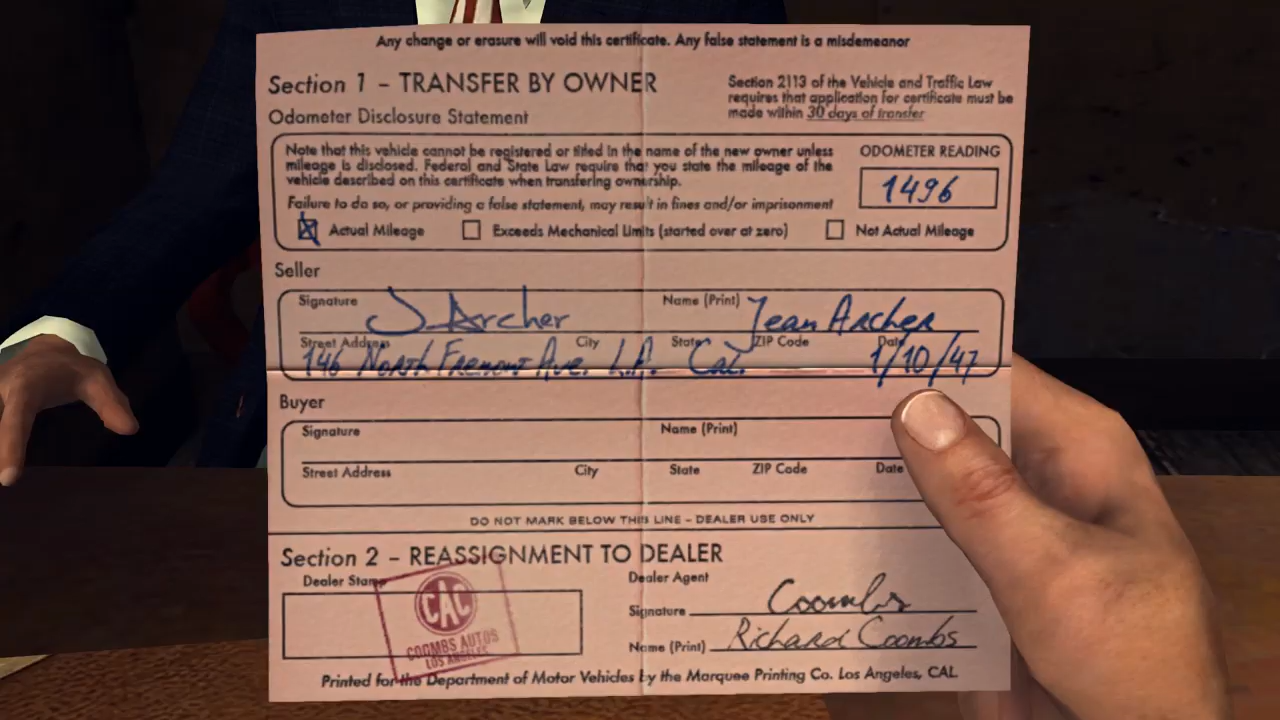 Any change or erasure will void this certificate. Any false statement is a misdemeanor
Section 1 - TRANSFER BY OWNER
Section 2113 of the Vehicle and Traffic Law
requires that application for certificate must be
made within 30 days of transfer
Odometer Disclosure Statement
Note that this vehicle cannot be registered or titled in the name of the new owner unless
mileage is disclosed. Federal and State Law require that you state the mileage of the
vehicle described on this certificate when transfering ownership.
Failure to do so, or providing a false statement, may result in fines and/or imprisonment
ODOMETER READING
1496
Actual Mileage Exceeds Mechanical Limits (started over at zero) Not Actual Mileage
Seller
Signature J Archer Name (Print) Jean Archer
Street Address City State ZIP Code Date
146 North Fremont Ave. L.A. Cal. 1/10/47
Buyer
Signature Name (Print)
Street Address City State ZIP Code Date
DO NOT MARK BELOW THIS LINE - DEALER USE ONLY
Section 2 - REASSIGNMENT TO DEALER
Dealer Stamp
CAC
COOMBS AUTOS
LOS ANGELES
Dealer Agent
Signature Coombs
Name (Print) Richard Coombs
Printed for the Department of Motor Vehicles by the Marquee Printing Co. Los Angeles, CAL